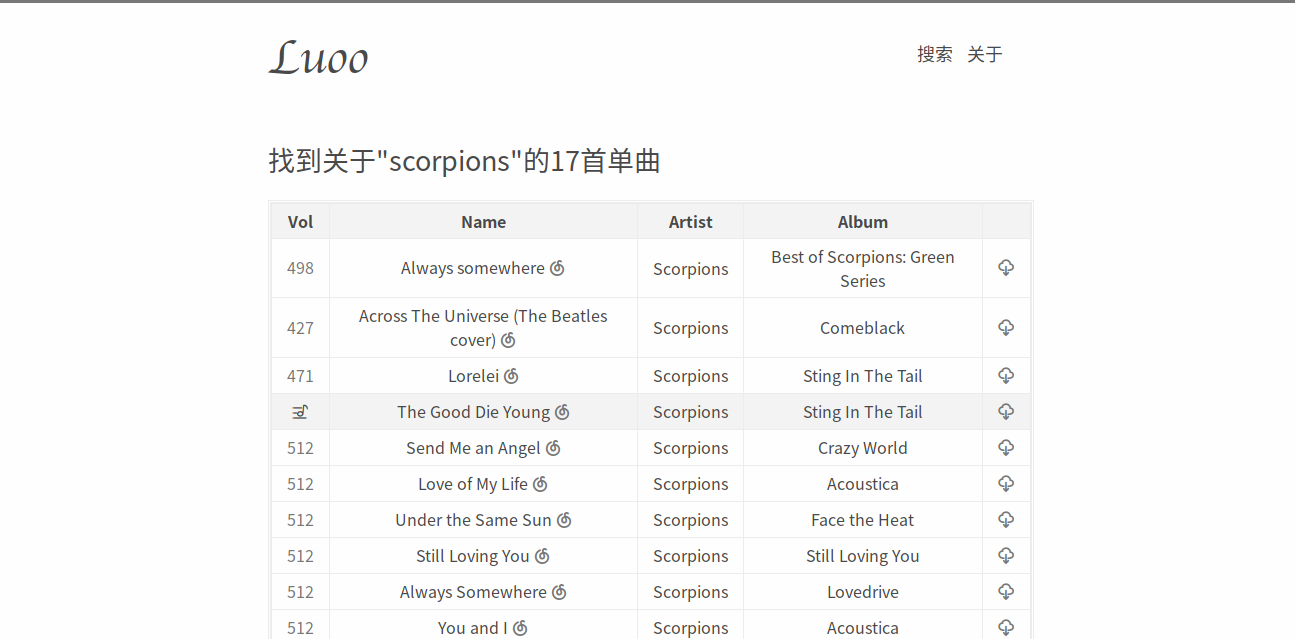 Luoo
搜索 关于
找到关于"scorpions"的17首单曲
Vol Name Artist Album
498 Always somewhere Scorpions Best of Scorpions: Green Series
427 Across The Universe (The Beatles cover) Scorpions Comeblack
471 Lorelei Scorpions Sting In The Tail
The Good Die Young Scorpions Sting In The Tail
512 Send Me an Angel Scorpions Crazy World
512 Love of My Life Scorpions Acoustica
512 Under the Same Sun Scorpions Face the Heat
512 Still Loving You Scorpions Still Loving You
512 Always Somewhere Scorpions Lovedrive
512 You and I Scorpions Acoustica